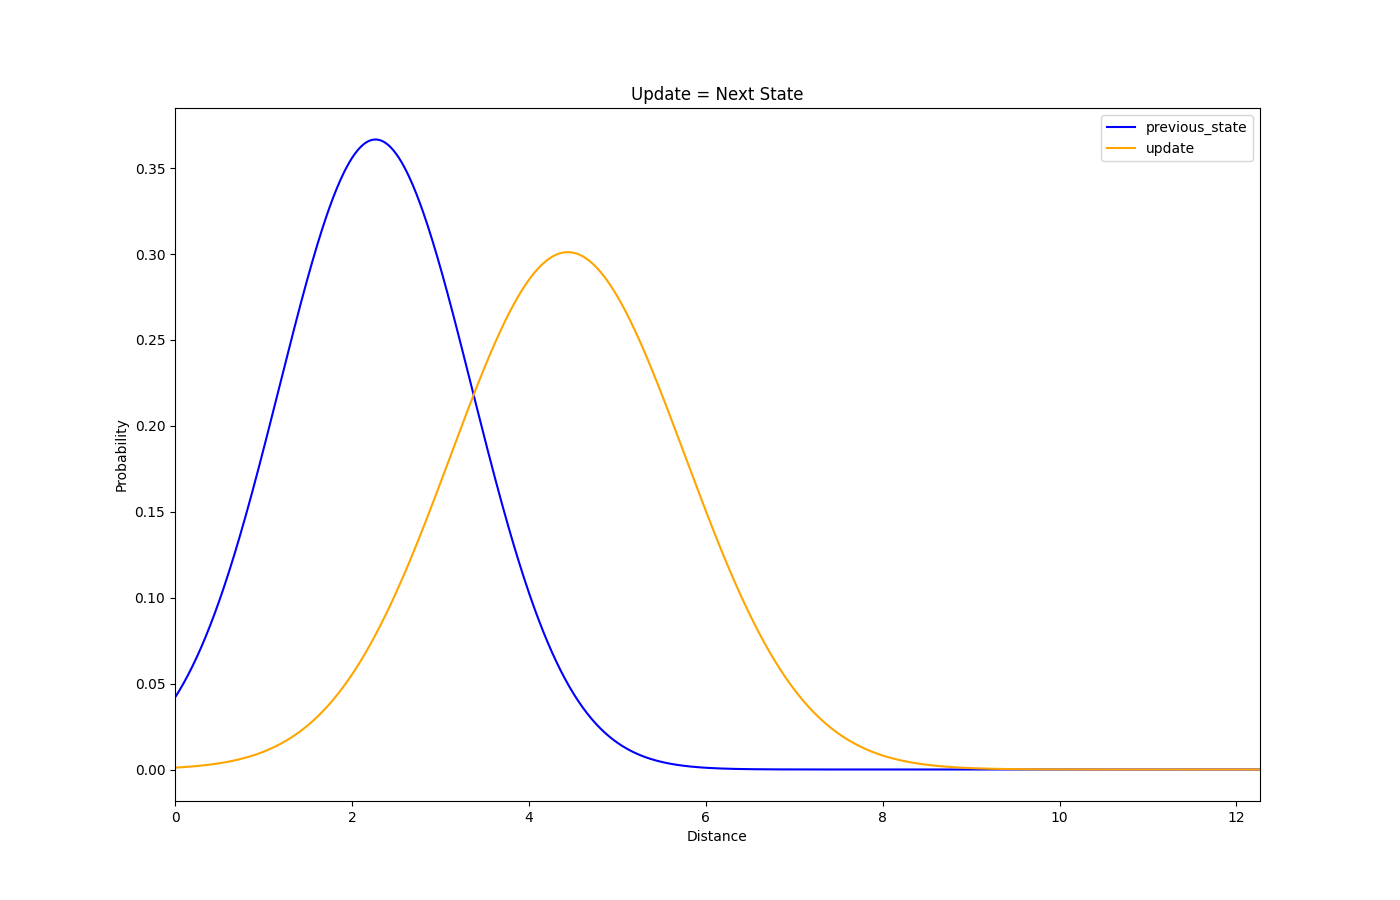 Update = Next State
previous_state
update
0.35
0.30
0.25
0.20
0.15
0.10
0.05
0.00
Probability
0 2 4 6 8 10 12
Distance